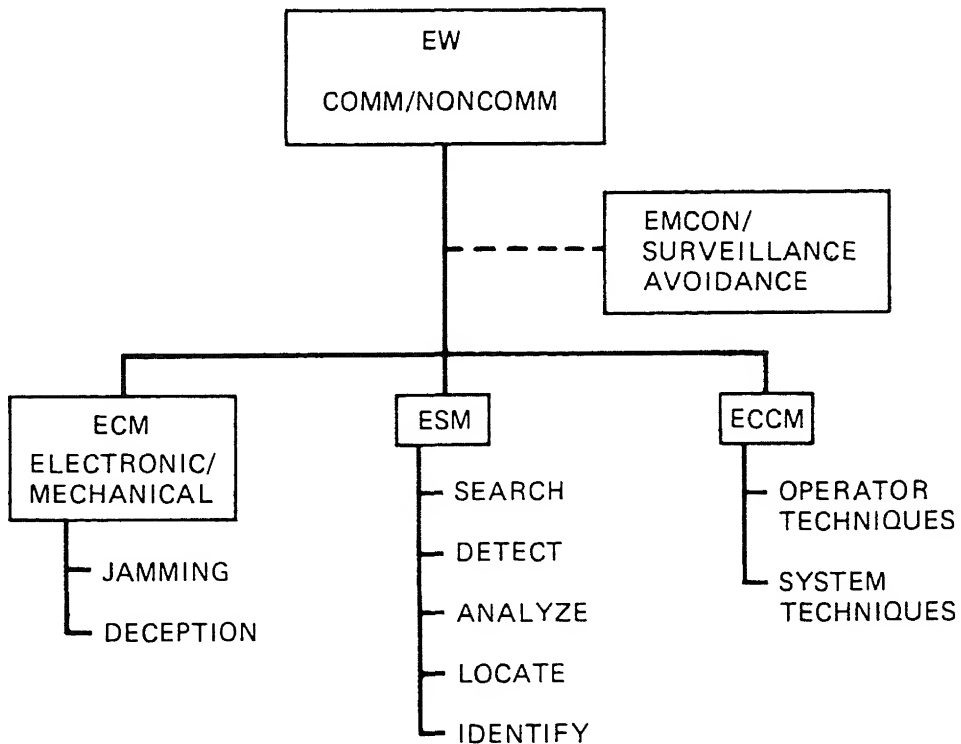 EW
COMM/NONCOMM
EMCON/
SURVEILLANCE
AVOIDANCE
ECM
ELECTRONIC/
MECHANICAL
JAMMING
DECEPTION
ESM
SEARCH
DETECT
ANALYZE
LOCATE
IDENTIFY
ECCM
OPERATOR
TECHNIQUES
SYSTEM
TECHNIQUES